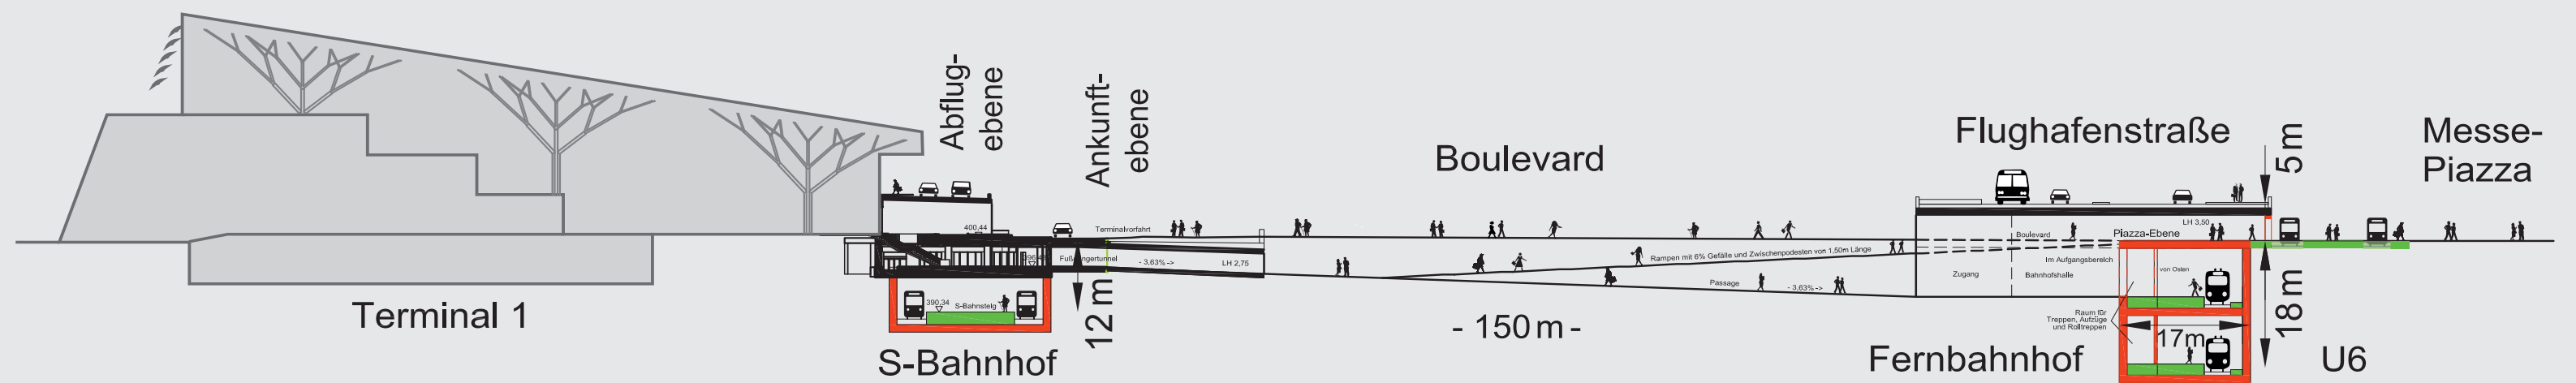 Terminal 1
Abflug-
ebene
Ankunft-
ebene
Boulevard
Flughafenstraße
Messe-
Piazza
5 m
400,44
Terminalvorfahrt
Fußgängertunnel
- 3,63% ->
LH 2,75
390,34
S-Bahnsteig
12 m
S-Bahnhof
Rampen mit 6% Gefälle und Zwischenpodesten von 1,50m Länge
Passage
- 3,63% ->
- 150 m -
LH 3,50
Boulevard
Piazza-Ebene
Im Aufgangsbereich
Zugang
Bahnhofshalle
von Osten
Raum für
Treppen, Aufzüge
und Rolltreppen
17m
18 m
Fernbahnhof
U6